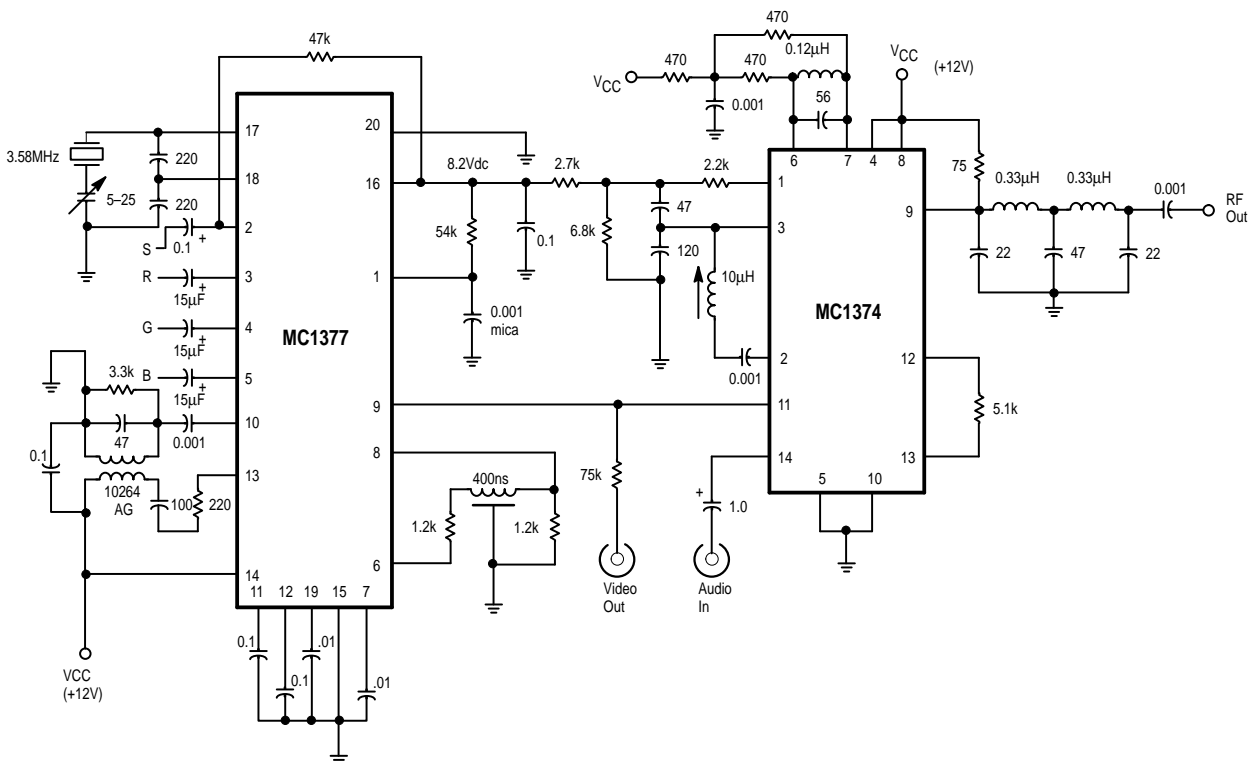 47k
470
0.12µH
470
470
VCC
0.001
56
VCC
(+12V)
6
7
4
8
3.58MHz
17
220
18
5–25
220
S
0.1
+
2
R
15µF
+
3
G
15µF
+
4
B
15µF
+
5
3.3k
47
0.001
10
0.1
10264
AG
100
220
13
14
VCC
(+12V)
MC1377
20
16
1
9
8
6
11
12
19
15
7
0.1
0.1
.01
.01
8.2Vdc
54k
0.1
0.001
mica
2.7k
6.8k
47
120
2.2k
10µH
0.001
400ns
1.2k
1.2k
75k
Video
Out
+
1.0
Audio
In
1
3
2
11
14
MC1374
9
12
13
5
10
75
0.33µH
0.33µH
0.001
RF
Out
22
47
22
5.1k